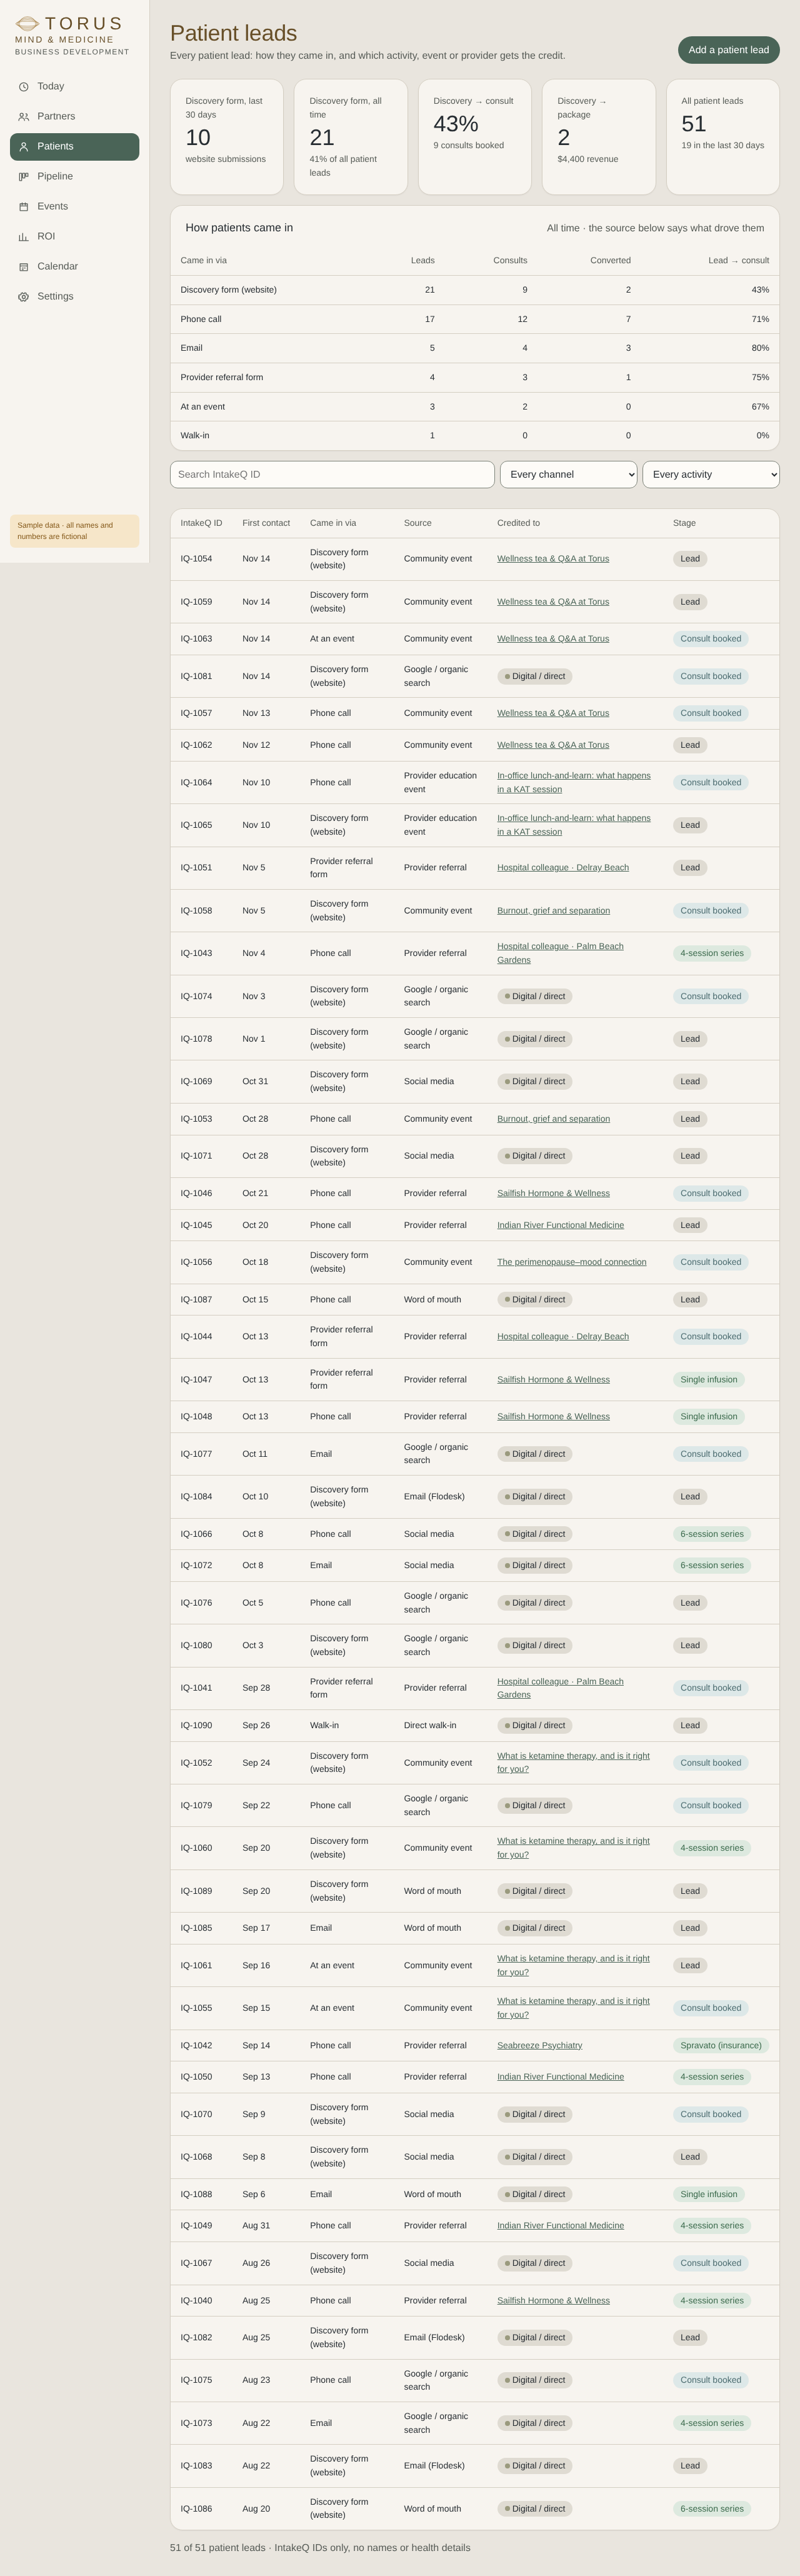 TORUS
MIND & MEDICINE
BUSINESS DEVELOPMENT
Today
Partners
Patients
Pipeline
Events
ROI
Calendar
Settings
Sample data - all names and
numbers are fictional
Patient leads
Every patient lead: how they came in, and which activity, event or provider gets the credit.
Add a patient lead
Discovery form, last
30 days
10
website submissions
Discovery form, all
time
21
41% of all patient
leads
Discovery → consult
43%
9 consults booked
Discovery →
package
2
$4,400 revenue
All patient leads
51
19 in the last 30 days
How patients came in
All time · the source below says what drove them
Came in via Leads Consults Converted Lead → consult
Discovery form (website) 21 9 2 43%
Phone call 17 12 7 71%
Email 5 4 3 80%
Provider referral form 4 3 1 75%
At an event 3 2 0 67%
Walk-in 1 0 0 0%
Search IntakeQ ID
Every channel
Every activity
IntakeQ ID First contact Came in via Source Credited to Stage
IQ-1054 Nov 14 Discovery form (website) Community event Wellness tea & Q&A at Torus Lead
IQ-1059 Nov 14 Discovery form (website) Community event Wellness tea & Q&A at Torus Lead
IQ-1063 Nov 14 At an event Community event Wellness tea & Q&A at Torus Consult booked
IQ-1081 Nov 14 Discovery form (website) Google / organic search Digital / direct Consult booked
IQ-1057 Nov 13 Phone call Community event Wellness tea & Q&A at Torus Consult booked
IQ-1062 Nov 12 Phone call Community event Wellness tea & Q&A at Torus Lead
IQ-1064 Nov 10 Phone call Provider education event In-office lunch-and-learn: what happens in a KAT session Consult booked
IQ-1065 Nov 10 Discovery form (website) Provider education event In-office lunch-and-learn: what happens in a KAT session Lead
IQ-1051 Nov 5 Provider referral form Provider referral Hospital colleague · Delray Beach Lead
IQ-1058 Nov 5 Discovery form (website) Community event Burnout, grief and separation Consult booked
IQ-1043 Nov 4 Phone call Provider referral Hospital colleague · Palm Beach Gardens 4-session series
IQ-1074 Nov 3 Discovery form (website) Google / organic search Digital / direct Consult booked
IQ-1078 Nov 1 Discovery form (website) Google / organic search Digital / direct Lead
IQ-1069 Oct 31 Discovery form (website) Social media Digital / direct Lead
IQ-1053 Oct 28 Phone call Community event Burnout, grief and separation Lead
IQ-1071 Oct 28 Discovery form (website) Social media Digital / direct Lead
IQ-1046 Oct 21 Phone call Provider referral Sailfish Hormone & Wellness Consult booked
IQ-1045 Oct 20 Phone call Provider referral Indian River Functional Medicine Lead
IQ-1056 Oct 18 Discovery form (website) Community event The perimenopause–mood connection Consult booked
IQ-1087 Oct 15 Phone call Word of mouth Digital / direct Lead
IQ-1044 Oct 13 Provider referral form Provider referral Hospital colleague · Delray Beach Consult booked
IQ-1047 Oct 13 Provider referral form Provider referral Sailfish Hormone & Wellness Single infusion
IQ-1048 Oct 13 Phone call Provider referral Sailfish Hormone & Wellness Single infusion
IQ-1077 Oct 11 Email Google / organic search Digital / direct Consult booked
IQ-1084 Oct 10 Discovery form (website) Email (Flodesk) Digital / direct Lead
IQ-1066 Oct 8 Phone call Social media Digital / direct 6-session series
IQ-1072 Oct 8 Email Social media Digital / direct 6-session series
IQ-1076 Oct 5 Phone call Google / organic search Digital / direct Lead
IQ-1080 Oct 3 Discovery form (website) Google / organic search Digital / direct Lead
IQ-1041 Sep 28 Provider referral form Provider referral Hospital colleague · Palm Beach Gardens Consult booked
IQ-1090 Sep 26 Walk-in Direct walk-in Digital / direct Lead
IQ-1052 Sep 24 Discovery form (website) Community event What is ketamine therapy, and is it right for you? Consult booked
IQ-1079 Sep 22 Phone call Google / organic search Digital / direct Consult booked
IQ-1060 Sep 20 Discovery form (website) Community event What is ketamine therapy, and is it right for you? 4-session series
IQ-1089 Sep 20 Discovery form (website) Word of mouth Digital / direct Lead
IQ-1085 Sep 17 Email Word of mouth Digital / direct Lead
IQ-1061 Sep 16 At an event Community event What is ketamine therapy, and is it right for you? Lead
IQ-1055 Sep 15 At an event Community event What is ketamine therapy, and is it right for you? Consult booked
IQ-1042 Sep 14 Phone call Provider referral Seabreeze Psychiatry Spravato (insurance)
IQ-1050 Sep 13 Phone call Provider referral Indian River Functional Medicine 4-session series
IQ-1070 Sep 9 Discovery form (website) Social media Digital / direct Consult booked
IQ-1068 Sep 8 Discovery form (website) Social media Digital / direct Lead
IQ-1088 Sep 6 Email Word of mouth Digital / direct Single infusion
IQ-1049 Aug 31 Phone call Provider referral Indian River Functional Medicine 4-session series
IQ-1067 Aug 26 Discovery form (website) Social media Digital / direct Consult booked
IQ-1040 Aug 25 Phone call Provider referral Sailfish Hormone & Wellness 4-session series
IQ-1082 Aug 25 Discovery form (website) Email (Flodesk) Digital / direct Lead
IQ-1075 Aug 23 Phone call Google / organic search Digital / direct Consult booked
IQ-1073 Aug 22 Email Google / organic search Digital / direct 4-session series
IQ-1083 Aug 22 Discovery form (website) Email (Flodesk) Digital / direct Lead
IQ-1086 Aug 20 Discovery form (website) Word of mouth Digital / direct 6-session series
51 of 51 patient leads · IntakeQ IDs only, no names or health details